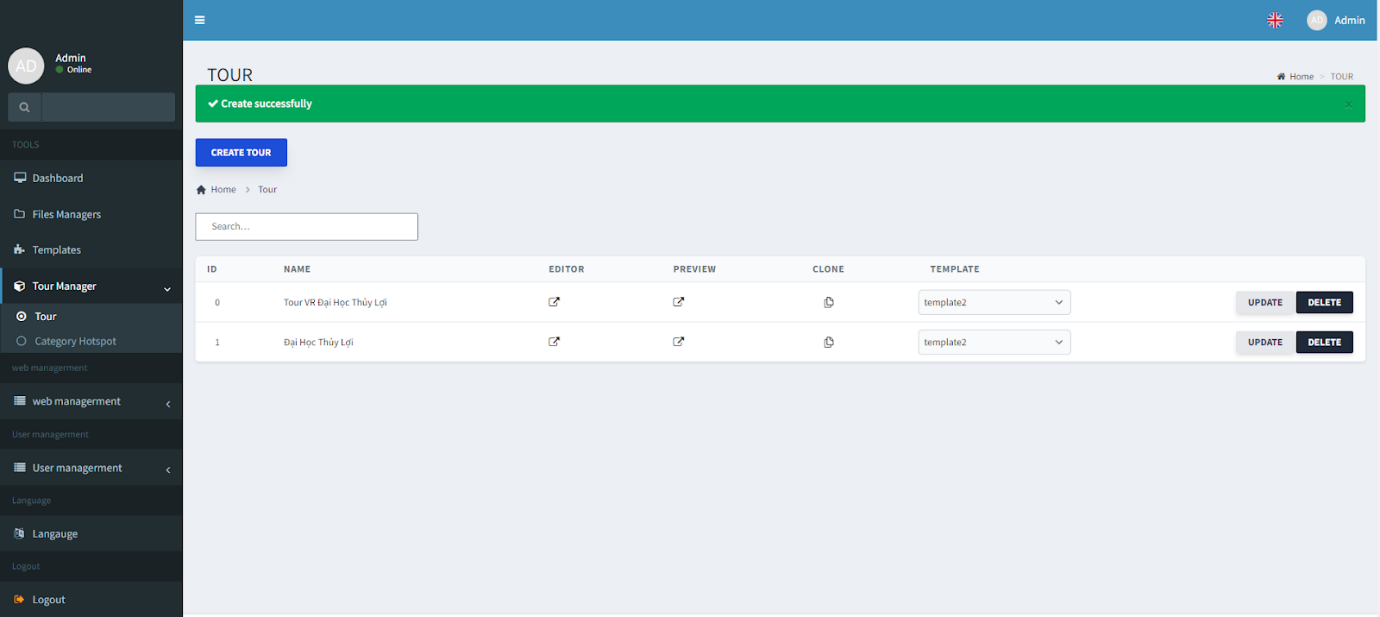 AD Admin
AD
Admin
Online
TOUR
Home > TOUR
Create successfully ×
TOOLS
CREATE TOUR
Dashboard
Home > Tour
Files Managers
Search...
Templates
ID NAME EDITOR PREVIEW CLONE TEMPLATE
Tour Manager
0 Tour VR Đại Học Thủy Lợi template2 UPDATE DELETE
Tour
1 Đại Học Thủy Lợi template2 UPDATE DELETE
Category Hotspot
web managerment
web managerment
User managerment
User managerment
Language
Langauge
Logout
Logout